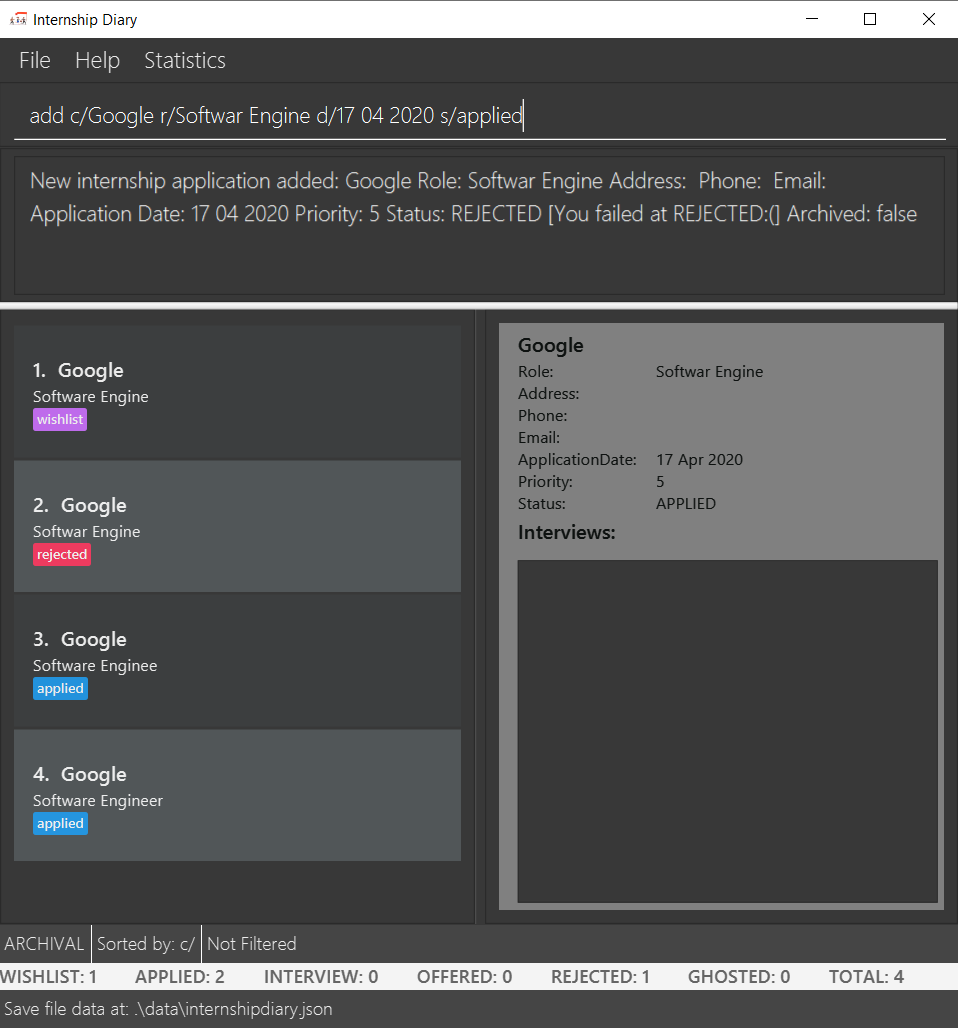 Internship Diary
File Help Statistics
add c/Google r/Softwar Engine d/17 04 2020 s/applied
New internship application added: Google Role: Softwar Engine Address:  Phone:  Email:
Application Date: 17 04 2020 Priority: 5 Status: REJECTED [You failed at REJECTED:(] Archived: false
1. Google
Software Engine
wishlist
2. Google
Softwar Engine
rejected
3. Google
Software Enginee
applied
4. Google
Software Engineer
applied
Google
Role: Softwar Engine
Address:
Phone:
Email:
ApplicationDate: 17 Apr 2020
Priority: 5
Status: APPLIED
Interviews:
ARCHIVAL Sorted by: c/ Not Filtered
WISHLIST: 1 APPLIED: 2 INTERVIEW: 0 OFFERED: 0 REJECTED: 1 GHOSTED: 0 TOTAL: 4
Save file data at: .\data\internshipdiary.json